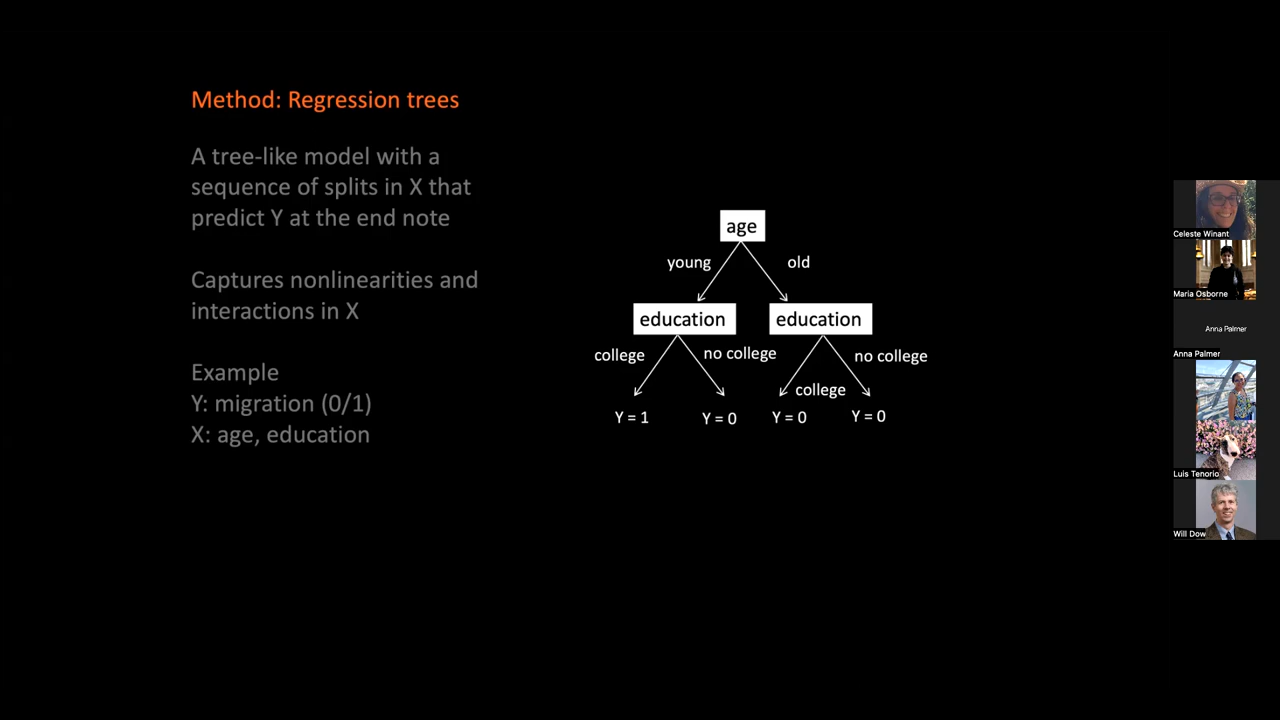 Method: Regression trees
A tree-like model with a
sequence of splits in X that
predict Y at the end note
Captures nonlinearities and
interactions in X
Example
Y: migration (0/1)
X: age, education
age
young
old
education
education
college
no college
college
no college
Y = 1
Y = 0
Y = 0
Y = 0
Celeste Winant
Maria Osborne
Anna Palmer
Anna Palmer
Luis Tenorio
Will Dow